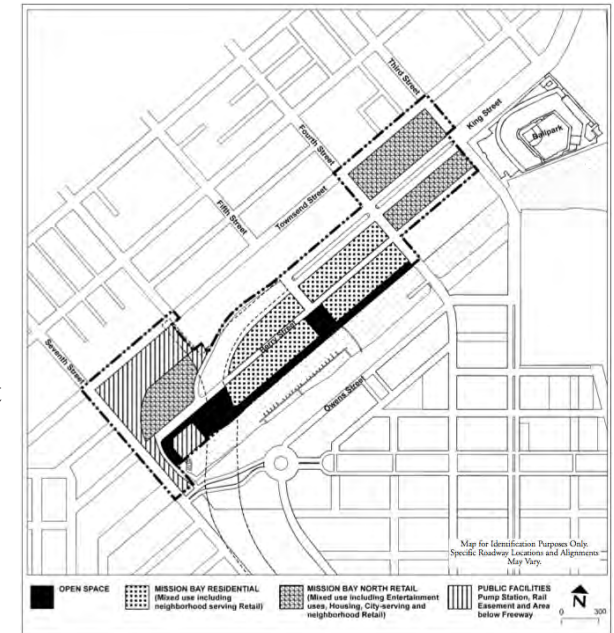 Third Street
King Street
Ballpark
Fourth Street
Townsend Street
Fifth Street
Berry Street
Seventh Street
Owens Street
Map for Identification Purposes Only.
Specific Roadway Locations and Alignments
May Vary.
OPEN SPACE
MISSION BAY RESIDENTIAL
(Mixed use including
neighborhood serving Retail)
MISSION BAY NORTH RETAIL
(Mixed use including Entertainment
uses, Housing, City-serving and
neighborhood Retail)
PUBLIC FACILITIES
Pump Station, Rail
Easement and Area
below Freeway
N
0 300